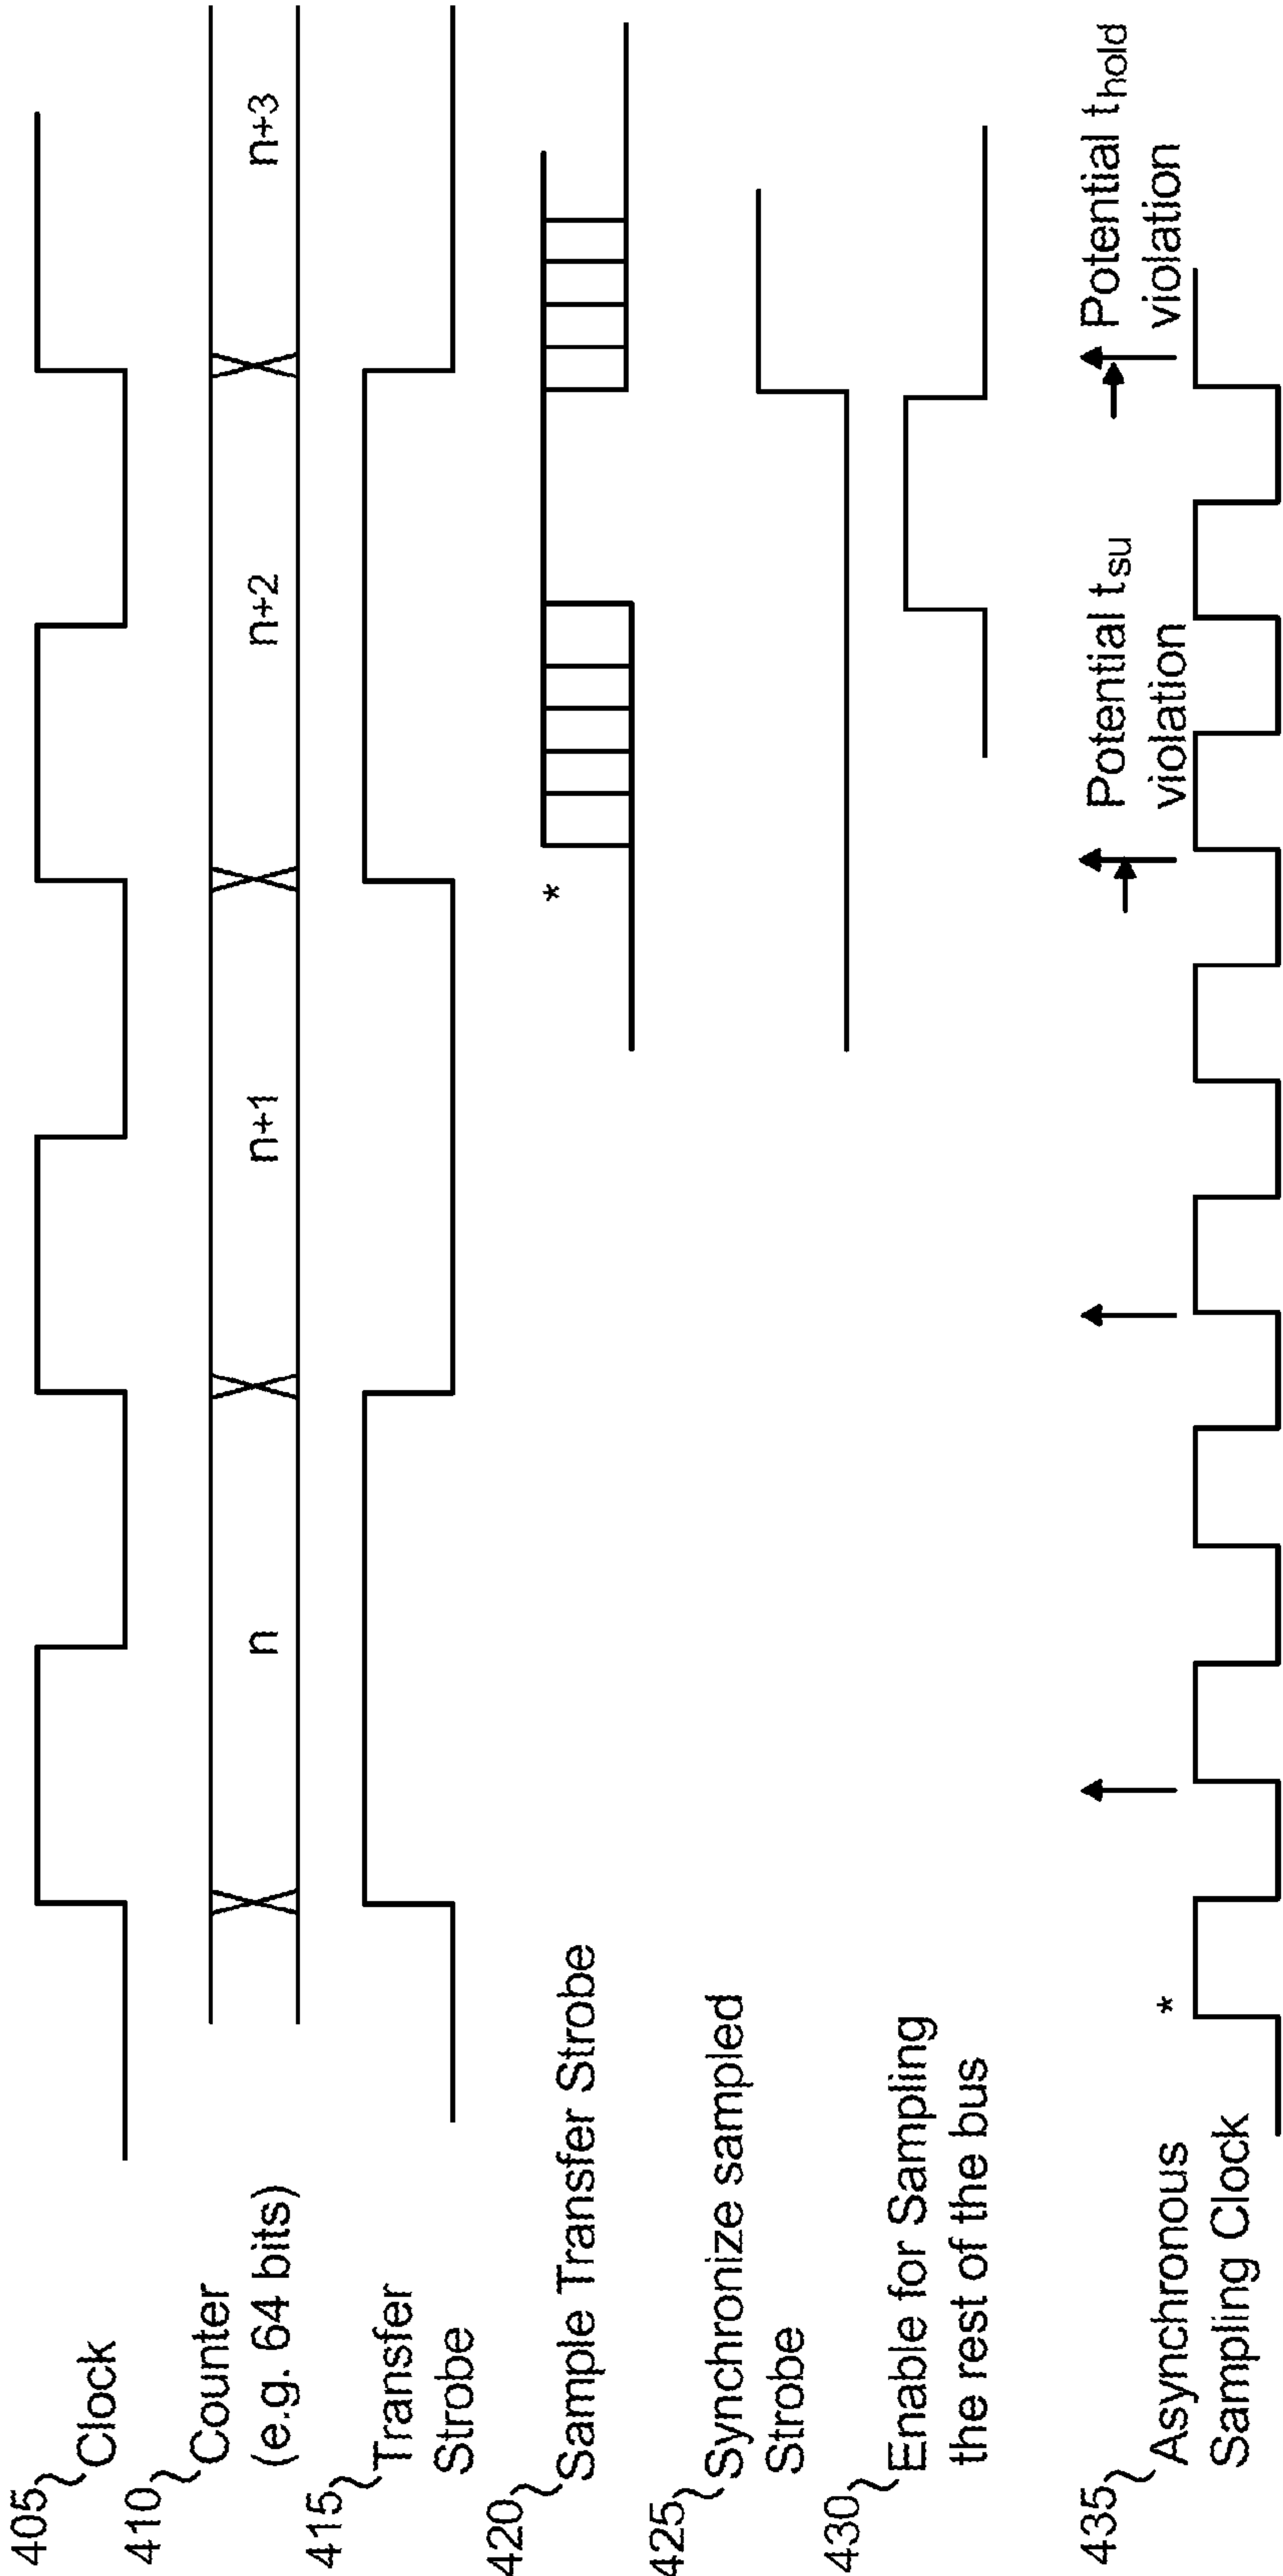 405
Clock
410
Counter
(e.g. 64 bits)
n
n+1
n+2
n+3
415
Transfer
Strobe
420
Sample Transfer Strobe
*
425
Synchronize sampled
Strobe
430
Enable for Sampling
the rest of the bus
435
Asynchronous
Sampling Clock
*
Potential tsu
violation
Potential thold
violation